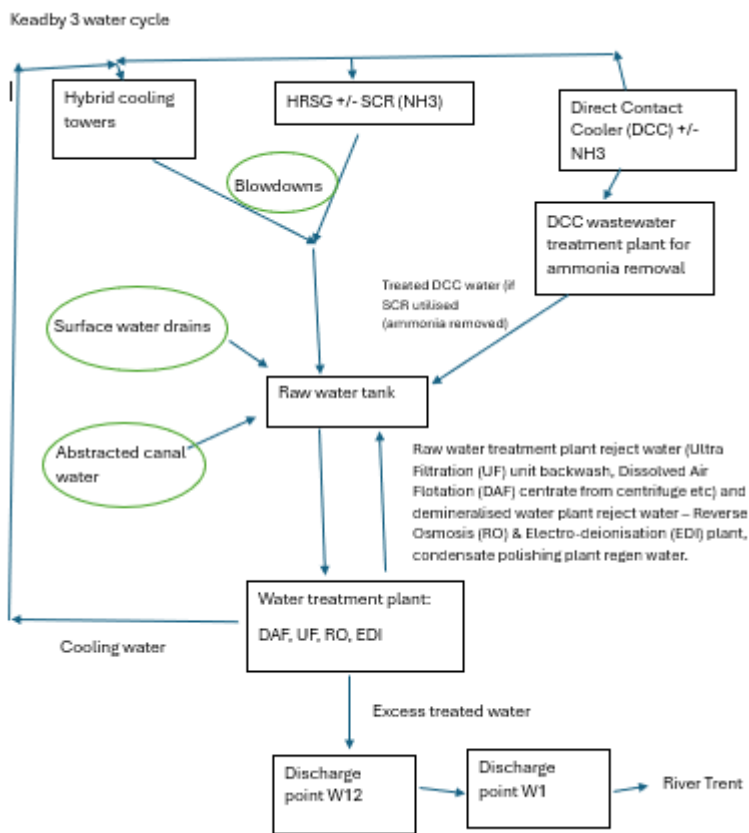 Keadby 3 water cycle
Hybrid cooling
towers
HRSG +/- SCR (NH3)
Direct Contact
Cooler (DCC) +/-
NH3
Blowdowns
DCC wastewater
treatment plant for
ammonia removal
Treated DCC water (if
SCR utilised
(ammonia removed)
Surface water drains
Raw water tank
Abstracted canal
water
Raw water treatment plant reject water (Ultra
Filtration (UF) unit backwash, Dissolved Air
Flotation (DAF) centrate from centrifuge etc) and
demineralised water plant reject water – Reverse
Osmosis (RO) & Electro-deionisation (EDI) plant,
condensate polishing plant regen water.
Water treatment plant:
DAF, UF, RO, EDI
Cooling water
Excess treated water
Discharge
point W12
Discharge
point W1
River Trent